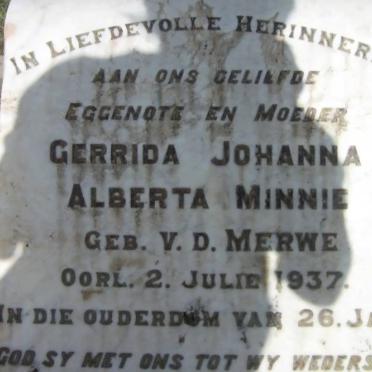 IN LIEFDEVOLLE HERINNER
AAN ONS GELIEFDE
EGGENOTE EN MOEDER
GERRIDA JOHANNA
ALBERTA MINNIE
GEB. V. D. MERWE
OORL. 2. JULIE 1937.
IN DIE OUDERDOM VAN 26. JA
GOD SY MET ONS TOT WY WEDERS